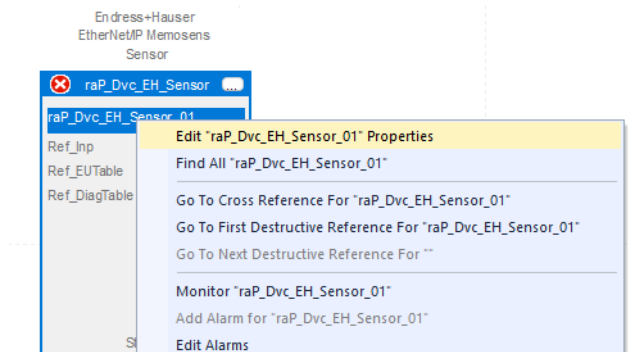 Endress+Hauser
EtherNet/IP Memosens
Sensor
raP_Dvc_EH_Sensor ...
raP_Dvc_EH_Sensor_01
Ref_Inp
Ref_EUTable
Ref_DiagTable
Edit "raP_Dvc_EH_Sensor_01" Properties
Find All "raP_Dvc_EH_Sensor_01"
Go To Cross Reference For "raP_Dvc_EH_Sensor_01"
Go To First Destructive Reference For "raP_Dvc_EH_Sensor_01"
Go To Next Destructive Reference For ""
Monitor "raP_Dvc_EH_Sensor_01"
Add Alarm for "raP_Dvc_EH_Sensor_01"
Edit Alarms